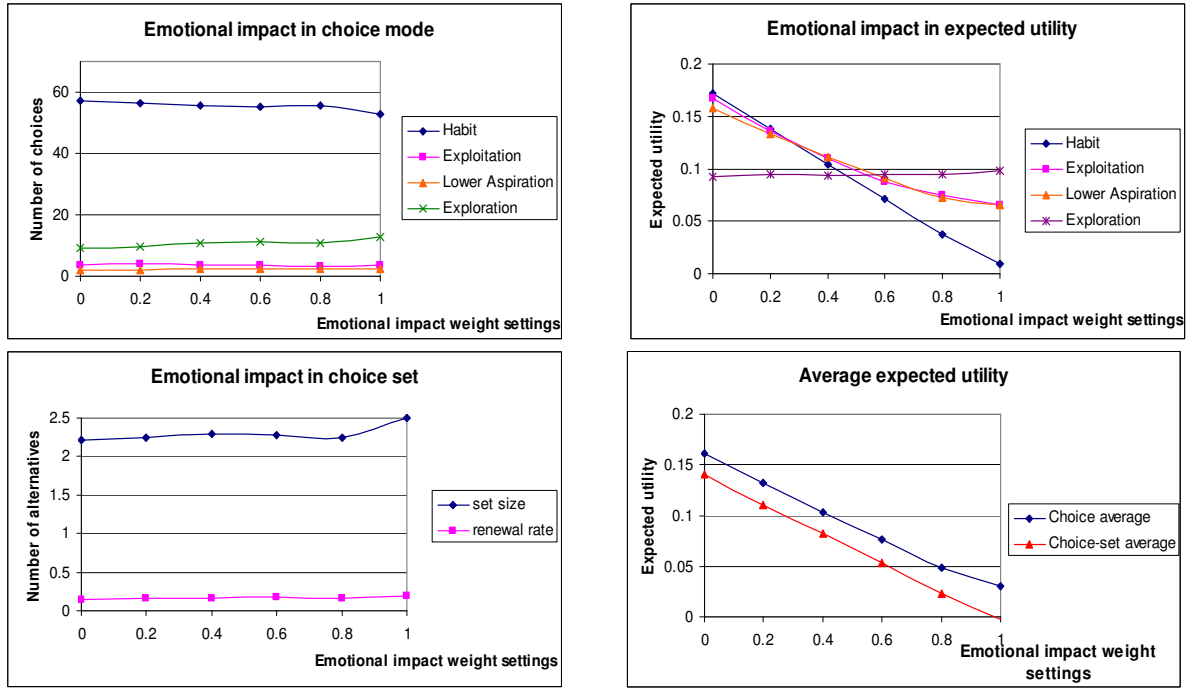 Emotional impact in choice mode
Number of choices
60
40
20
0
0 0.2 0.4 0.6 0.8 1
Emotional impact weight settings
Habit
Exploitation
Lower Aspiration
Exploration
Emotional impact in expected utility
Expected utility
0.2
0.15
0.1
0.05
0
0 0.2 0.4 0.6 0.8 1
Emotional impact weight settings
Habit
Exploitation
Lower Aspiration
Exploration
Emotional impact in choice set
Number of alternatives
2.5
2
1.5
1
0.5
0
0 0.2 0.4 0.6 0.8 1
Emotional impact weight settings
set size
renewal rate
Average expected utility
Expected utility
0.2
0.15
0.1
0.05
0
0 0.2 0.4 0.6 0.8 1
Emotional impact weight
settings
Choice average
Choice-set average